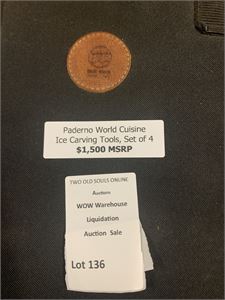 Paderno World Cuisine
Ice Carving Tools, Set of 4
$1,500 MSRP
TWO OLD SOULS ONLINE
Auctions
WOW Warehouse
Liquidation
Auction Sale
Lot 136